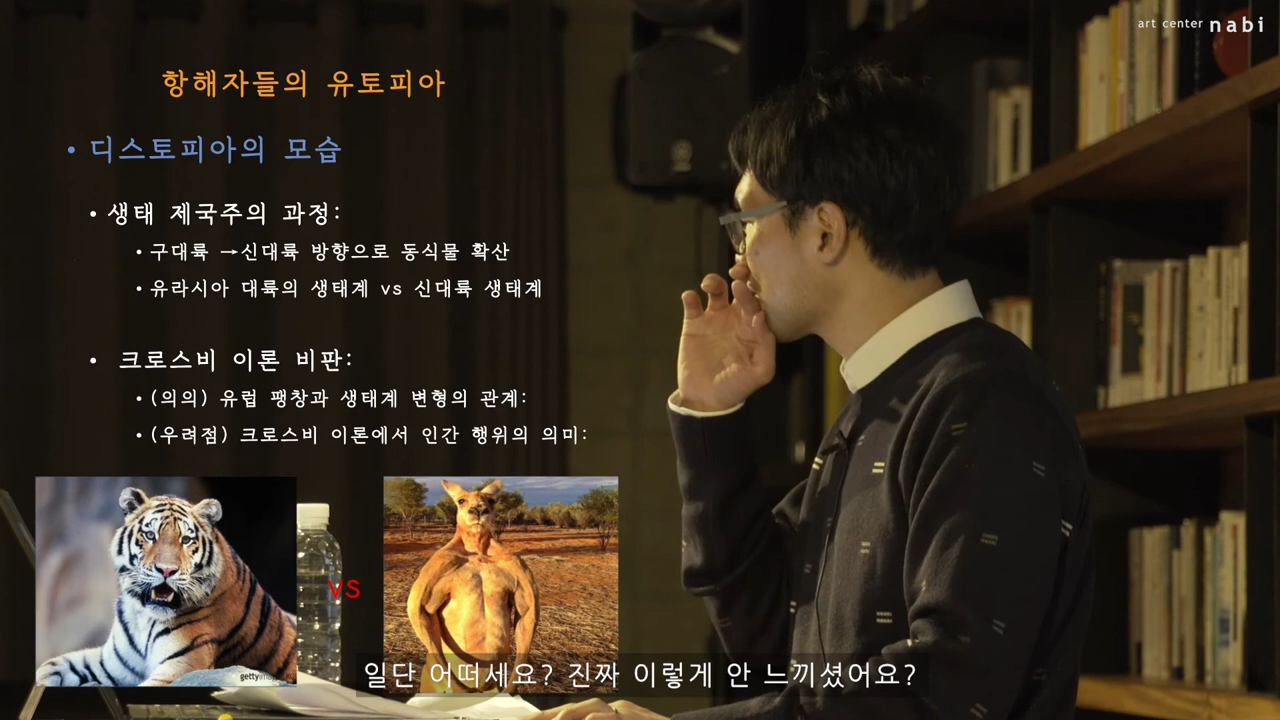 art center nabi
항해자들의 유토피아
• 디스토피아의 모습
• 생태 제국주의 과정:
• 구대륙 →신대륙 방향으로 동식물 확산
• 유라시아 대륙의 생태계 vs 신대륙 생태계
• 크로스비 이론 비판:
• (의의) 유럽 팽창과 생태계 변형의 관계:
• (우려점) 크로스비 이론에서 인간 행위의 의미:
vs
일단 어떠세요? 진짜 이렇게 안 느끼셨어요?